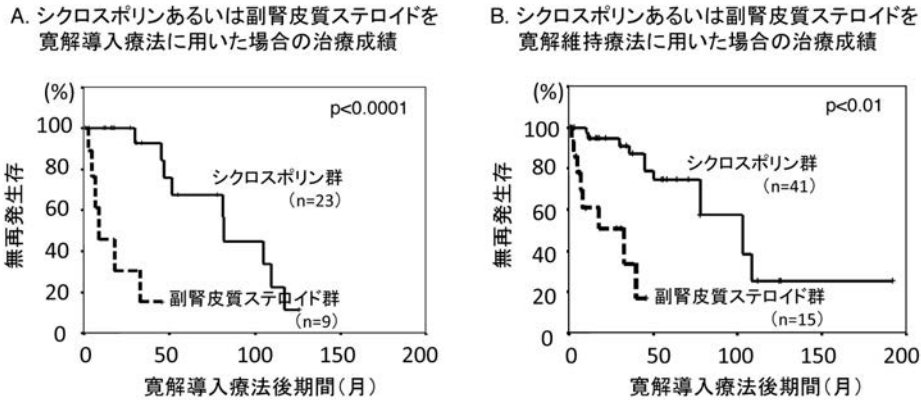 A. シクロスポリンあるいは副腎皮質ステロイドを
寛解導入療法に用いた場合の治療成績
(%)
100
80
60
40
20
0
無再発生存
p<0.0001
シクロスポリン群
(n=23)
副腎皮質ステロイド群
(n=9)
0
50
100
150
200
寛解導入療法後期間(月)
B. シクロスポリンあるいは副腎皮質ステロイドを
寛解維持療法に用いた場合の治療成績
(%)
100
80
60
40
20
0
無再発生存
p<0.01
シクロスポリン群
(n=41)
副腎皮質ステロイド群
(n=15)
0
50
100
150
200
寛解導入療法後期間(月)